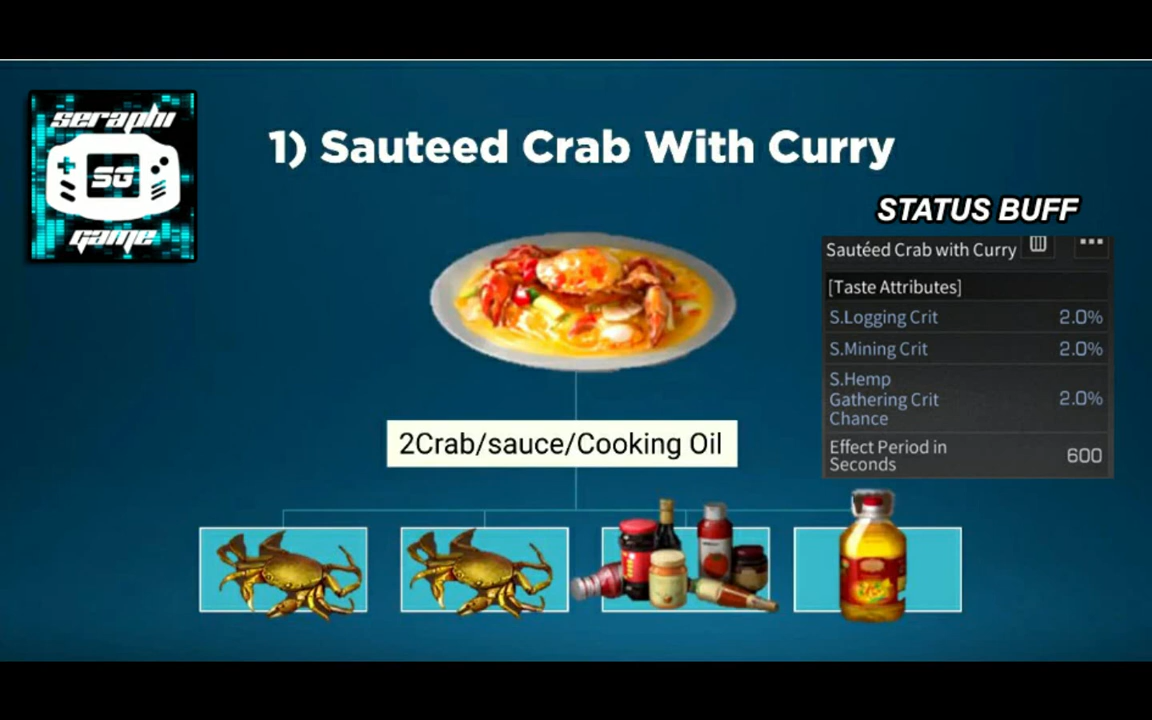 seraphi
SG
game
1) Sauteed Crab With Curry
STATUS BUFF
Sautéed Crab with Curry
[Taste Attributes]
S.Logging Crit 2.0%
S.Mining Crit 2.0%
S.Hemp
Gathering Crit 2.0%
Chance
Effect Period in
Seconds 600
2Crab/sauce/Cooking Oil